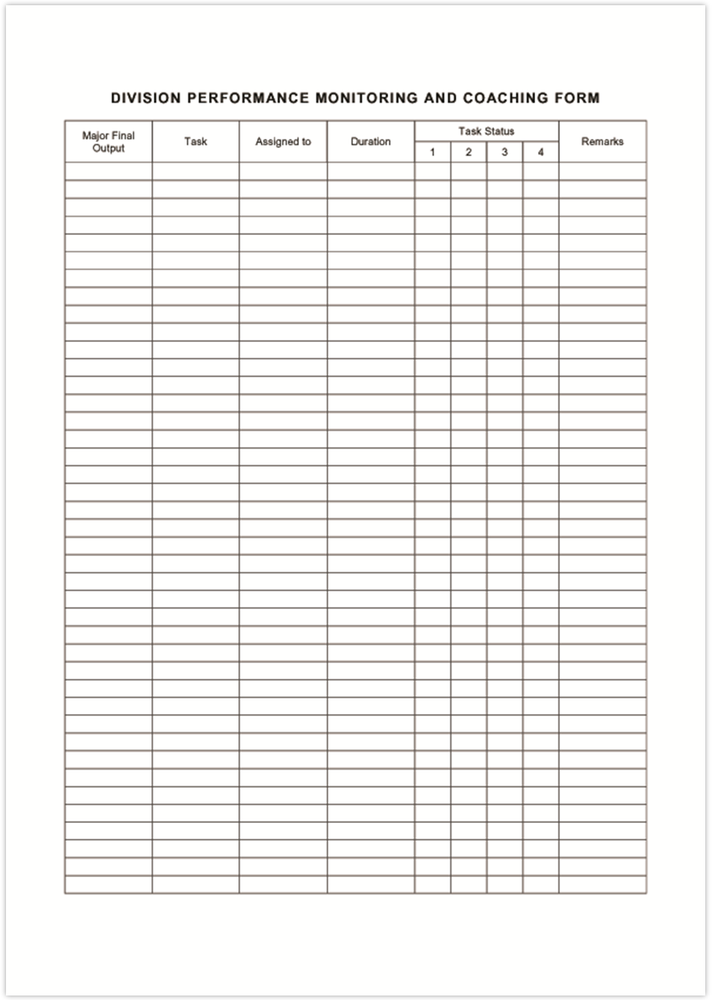 DIVISION PERFORMANCE MONITORING AND COACHING FORM
Major Final
Output
Task
Assigned to
Duration
Task Status
1 2 3 4
Remarks